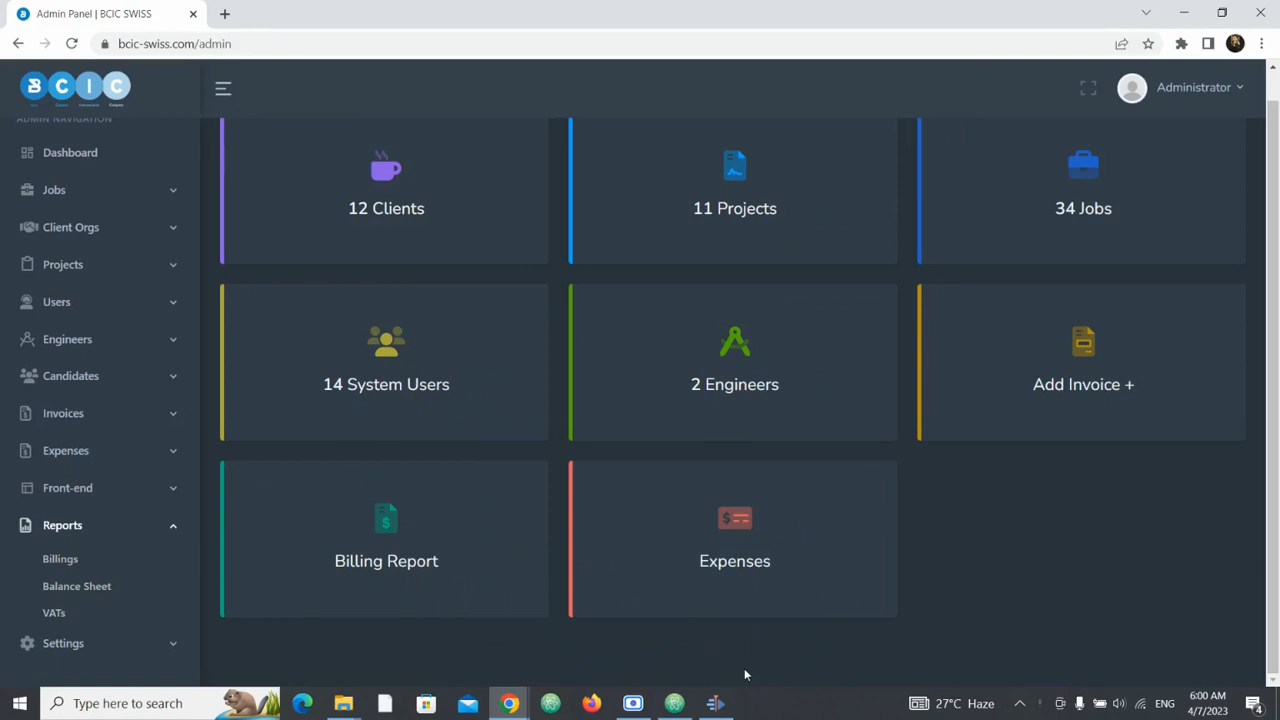 Admin Panel | BCIC SWISS
bcic-swiss.com/admin
B C I C
Administrator
ADMIN NAVIGATION
Dashboard
Jobs
Client Orgs
Projects
Users
Engineers
Candidates
Invoices
Expenses
Front-end
Reports
Billings
Balance Sheet
VATs
Settings
12 Clients
11 Projects
34 Jobs
14 System Users
2 Engineers
Add Invoice +
Billing Report
Expenses
Type here to search
27°C Haze
ENG
6:00 AM
4/7/2023
4